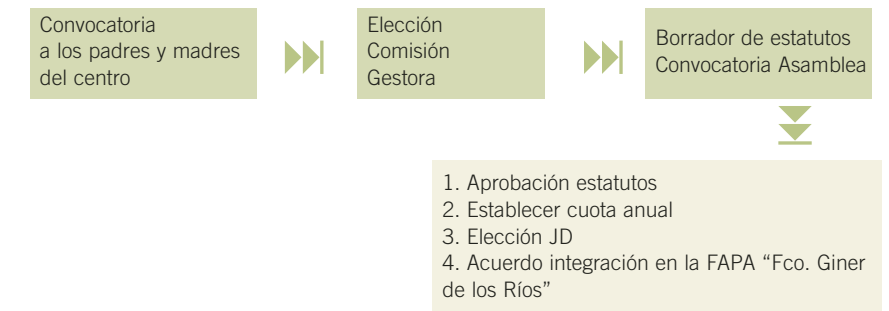 Convocatoria
a los padres y madres
del centro
Elección
Comisión
Gestora
Borrador de estatutos
Convocatoria Asamblea
1. Aprobación estatutos
2. Establecer cuota anual
3. Elección JD
4. Acuerdo integración en la FAPA “Fco. Giner
de los Ríos”